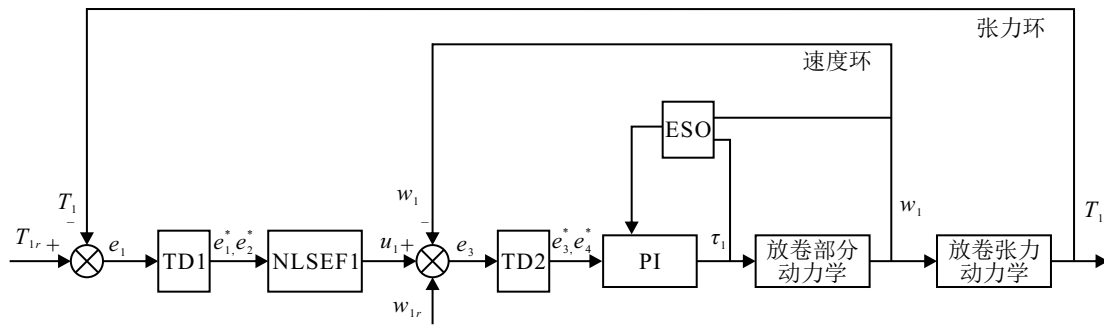 张力环
速度环
ESO
T₁
−
w₁
−
w₁
T₁
T₁ᵣ +
e₁
TD1
e₁*, e₂*
NLSEF1
u₁ +
e₃
TD2
e₃*, e₄*
PI
τ₁
放卷部分
动力学
放卷张力
动力学
w₁ᵣ